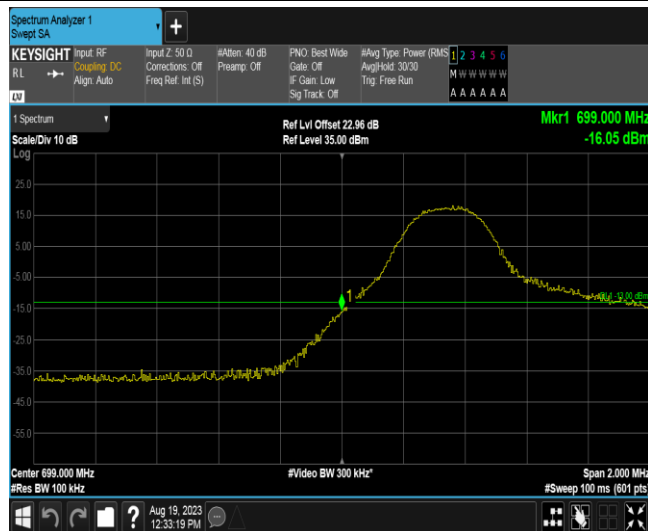 Spectrum Analyzer 1
Swept SA
KEYSIGHT
RL
LXI
Input: RF
Coupling: DC
Align: Auto
Input Z: 50 Ω
Corrections: Off
Freq Ref: Int (S)
#Atten: 40 dB
Preamp: Off
PNO: Best Wide
Gate: Off
IF Gain: Low
Sig Track: Off
#Avg Type: Power (RMS
Avg|Hold: 30/30
Trig: Free Run
1 2 3 4 5 6
M W W W W W
A A A A A A
1 Spectrum
Scale/Div 10 dB
Ref Lvl Offset 22.96 dB
Ref Level 35.00 dBm
Mkr1 699.000 MHz
-16.05 dBm
Log
25.0
15.0
5.00
-5.00
1
-13.00 dBm
-15.0
-25.0
-35.0
-45.0
-55.0
Center 699.000 MHz
#Video BW 300 kHz*
Span 2.000 MHz
#Res BW 100 kHz
#Sweep 100 ms (601 pts)
?
Aug 19, 2023
12:33:19 PM